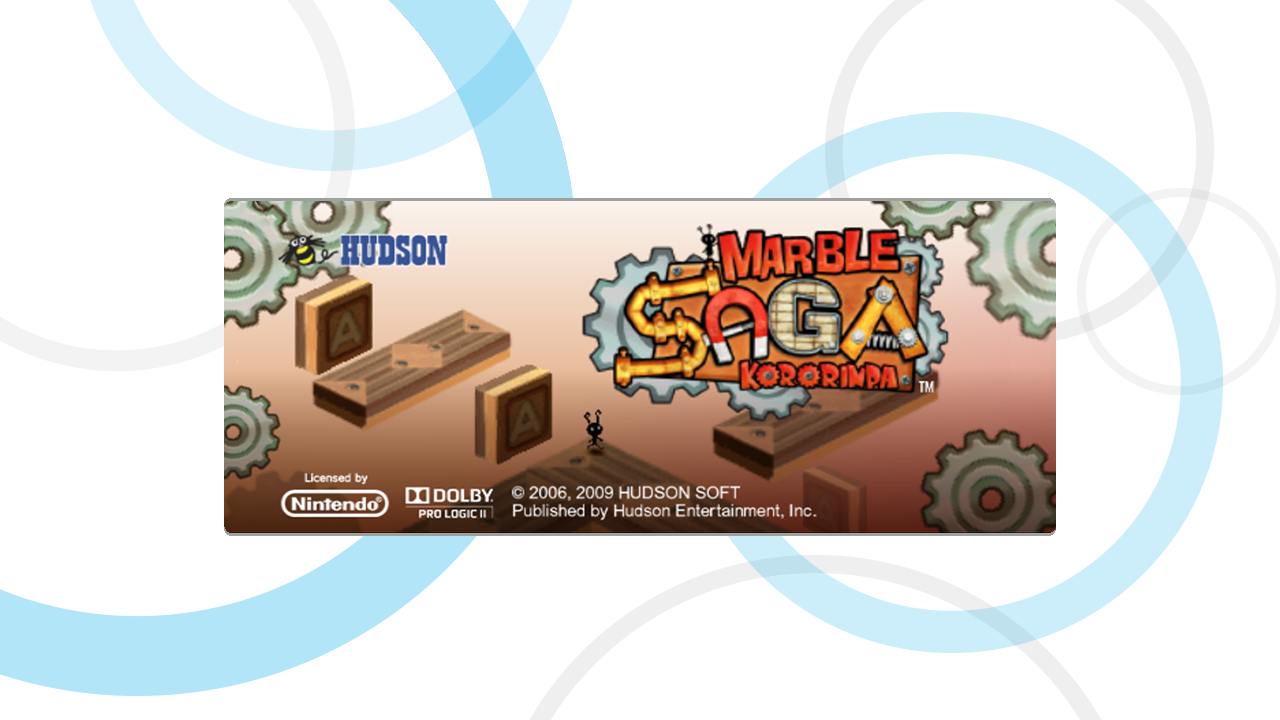 HUDSON
MARBLE
SAGA
KORORINPA
TM
A
A
Licensed by
Nintendo®
DOLBY
PRO LOGIC II
© 2006, 2009 HUDSON SOFT
Published by Hudson Entertainment, Inc.